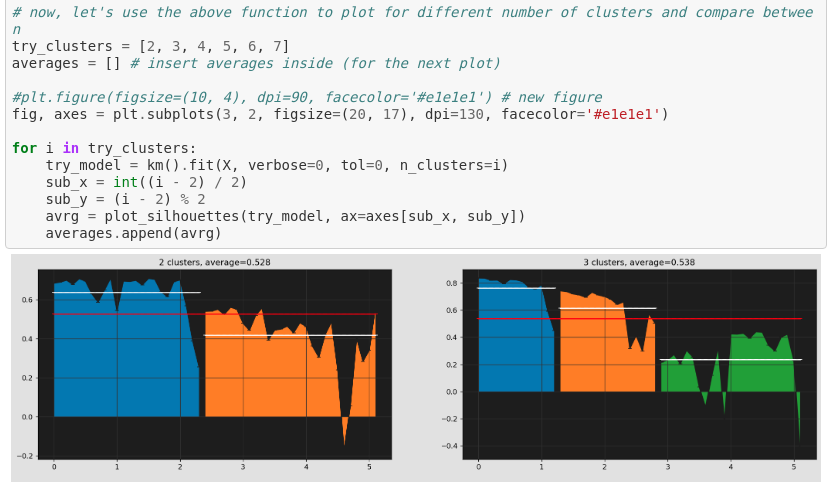 # now, let's use the above function to plot for different number of clusters and compare betwee
n
try_clusters = [2, 3, 4, 5, 6, 7]
averages = [] # insert averages inside (for the next plot)
#plt.figure(figsize=(10, 4), dpi=90, facecolor='#e1e1e1') # new figure
fig, axes = plt.subplots(3, 2, figsize=(20, 17), dpi=130, facecolor='#e1e1e1')
for i in try_clusters:
    try_model = km().fit(X, verbose=0, tol=0, n_clusters=i)
    sub_x = int((i - 2) / 2)
    sub_y = (i - 2) % 2
    avrg = plot_silhouettes(try_model, ax=axes[sub_x, sub_y])
    averages.append(avrg)
2 clusters, average=0.528
0.6
0.4
0.2
0.0
−0.2
0 1 2 3 4 5
3 clusters, average=0.538
0.8
0.6
0.4
0.2
0.0
−0.2
−0.4
0 1 2 3 4 5